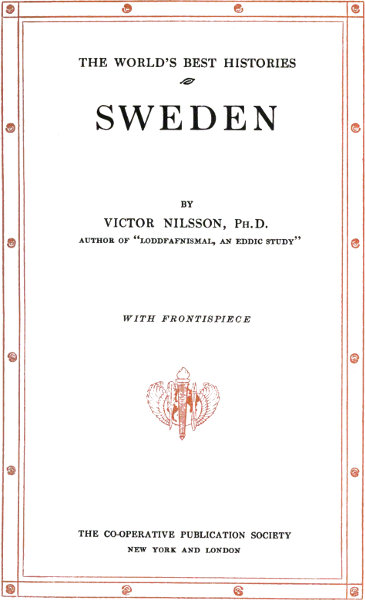 THE WORLD'S BEST HISTORIES
SWEDEN
BY
VICTOR NILSSON, PH.D.
AUTHOR OF "LODDFAFNISMAL, AN EDDIC STUDY"
WITH FRONTISPIECE
THE CO-OPERATIVE PUBLICATION SOCIETY
NEW YORK AND LONDON